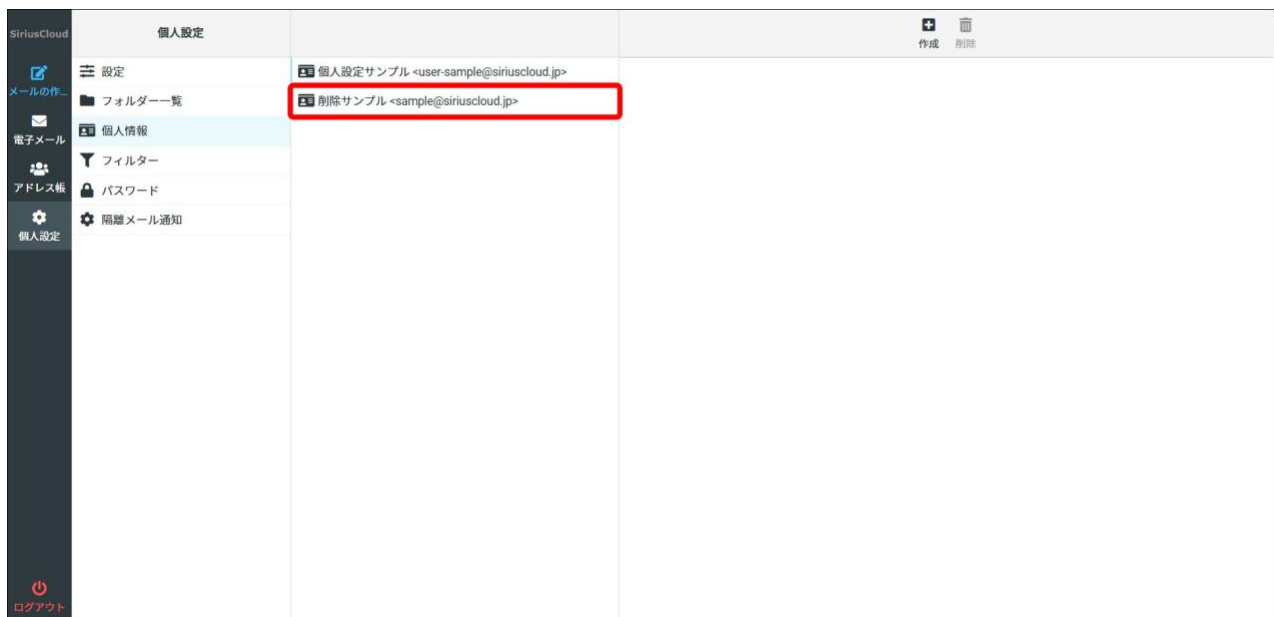 SiriusCloud
メールの作...
電子メール
アドレス帳
個人設定
ログアウト
個人設定
設定
フォルダー一覧
個人情報
フィルター
パスワード
隔離メール通知
個人設定サンプル <user-sample@siriuscloud.jp>
削除サンプル <sample@siriuscloud.jp>
作成
削除